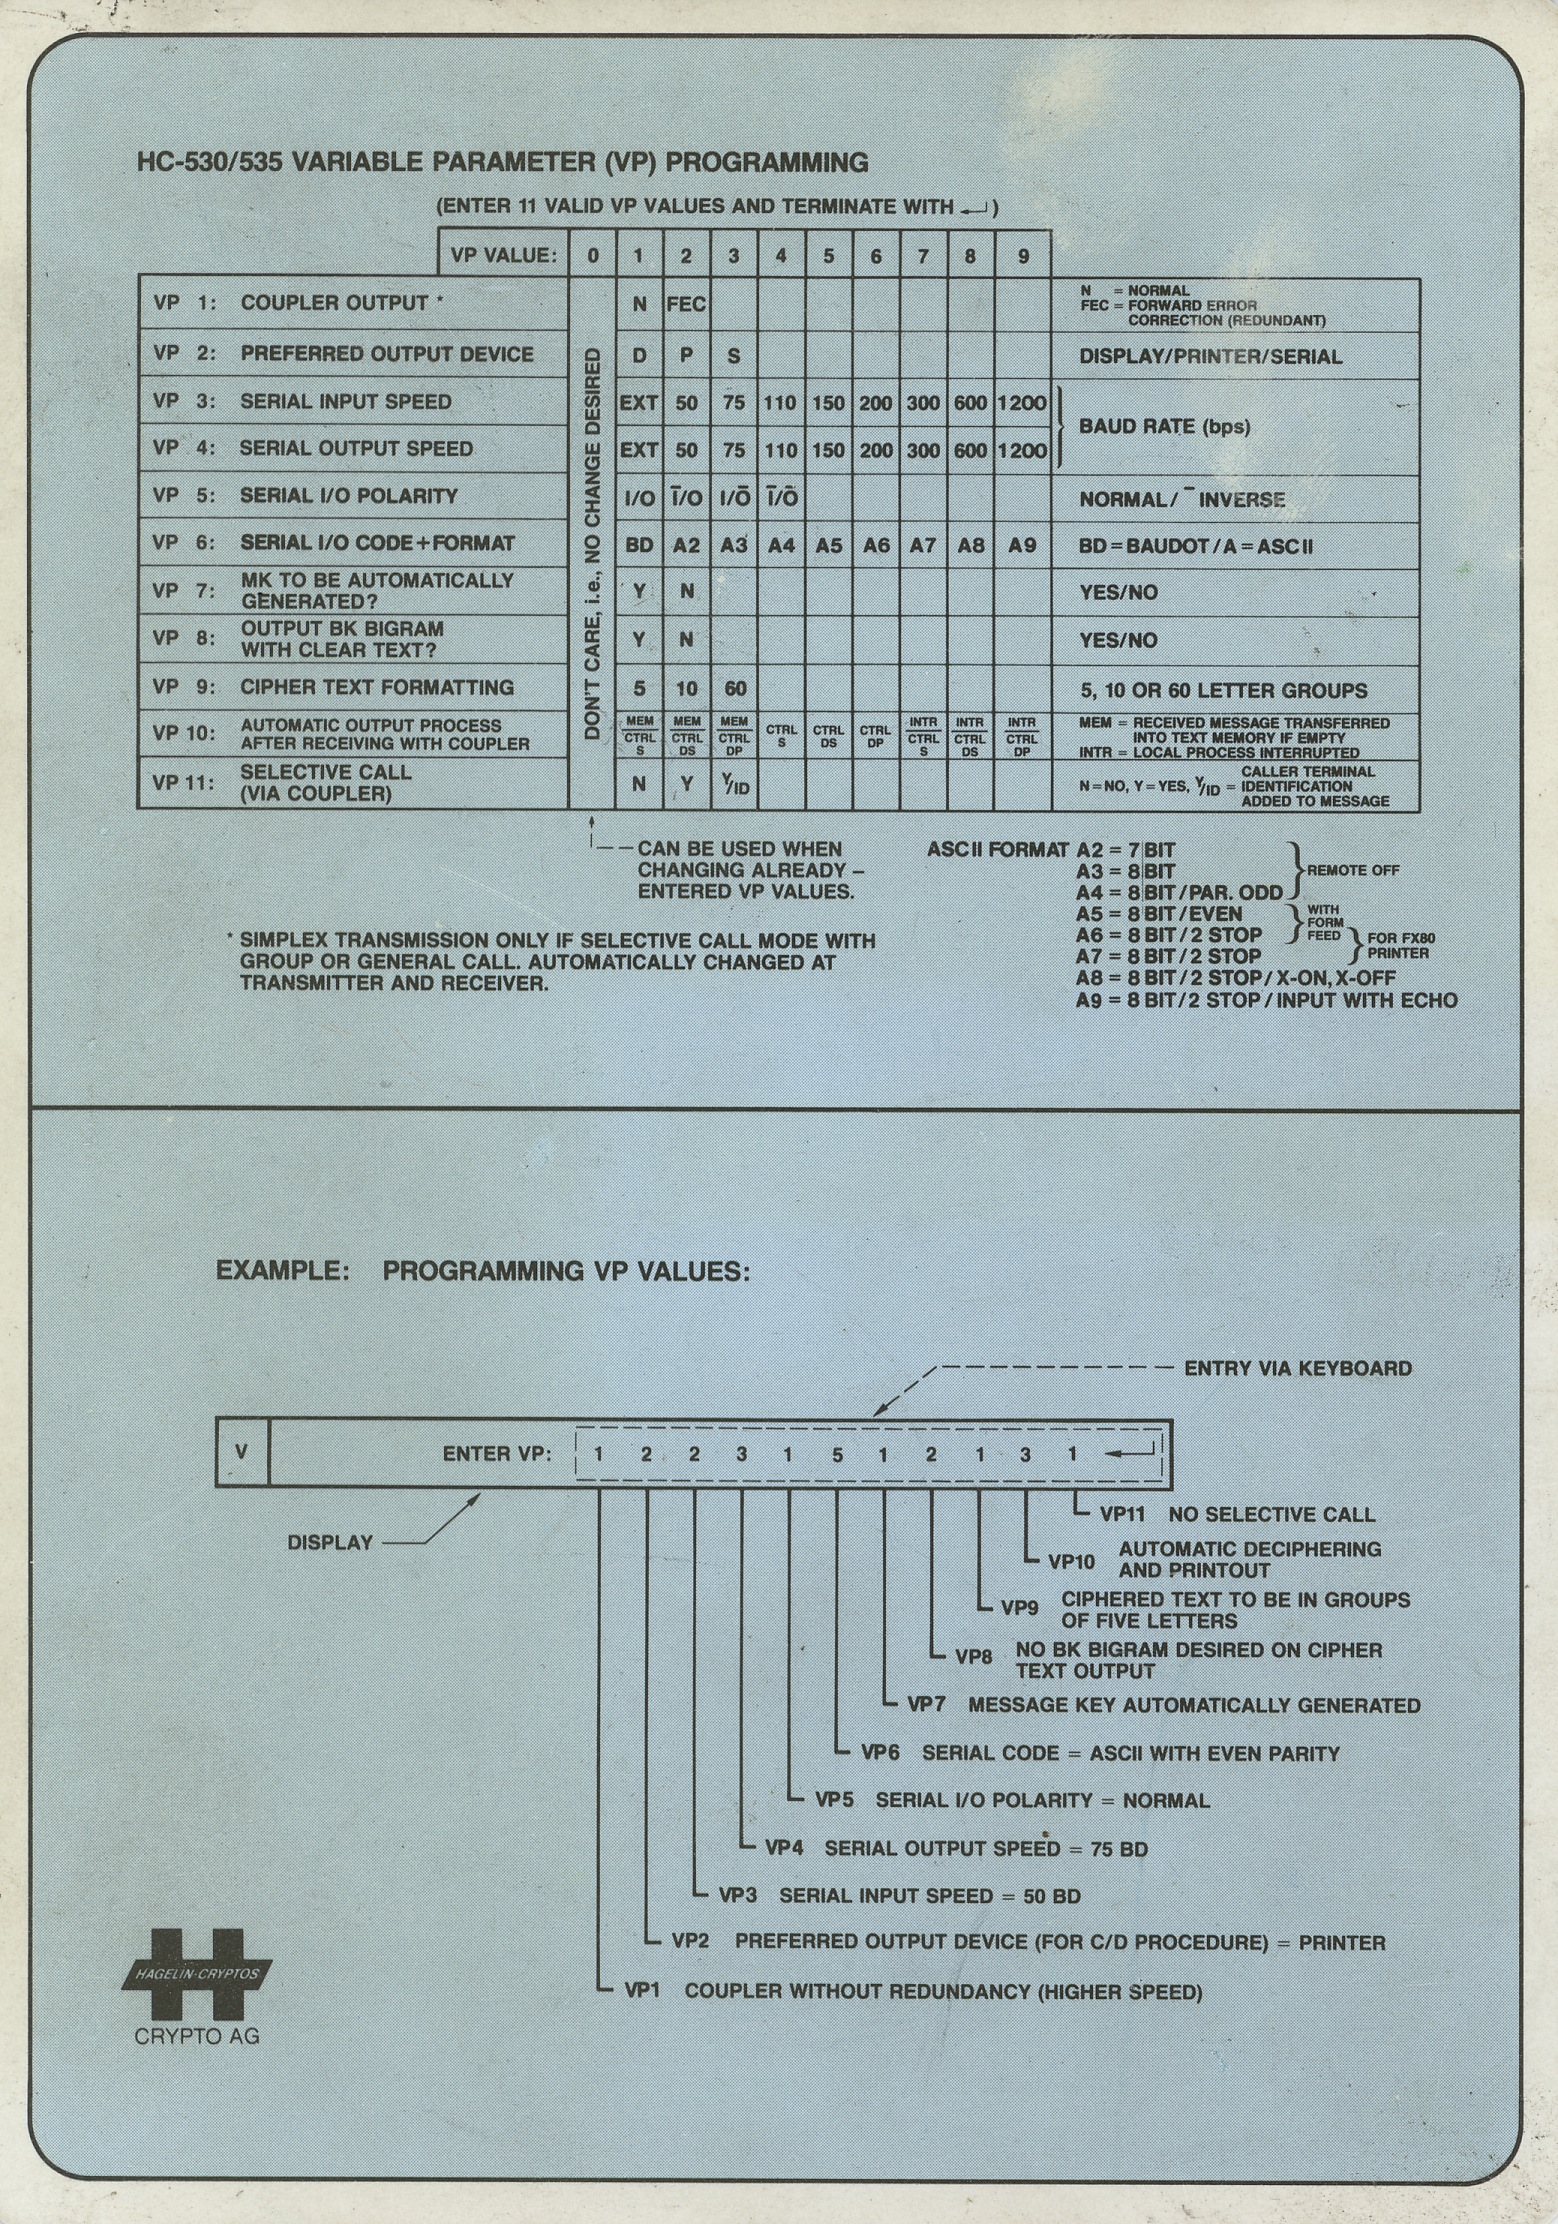 HC-530/535 VARIABLE PARAMETER (VP) PROGRAMMING
(ENTER 11 VALID VP VALUES AND TERMINATE WITH ↵)
VP VALUE: 0 1 2 3 4 5 6 7 8 9
DON'T CARE, i.e., NO CHANGE DESIRED
VP 1: COUPLER OUTPUT * N FEC
N = NORMAL
FEC = FORWARD ERROR
CORRECTION (REDUNDANT)
VP 2: PREFERRED OUTPUT DEVICE D P S DISPLAY/PRINTER/SERIAL
VP 3: SERIAL INPUT SPEED EXT 50 75 110 150 200 300 600 1200
BAUD RATE (bps)
VP 4: SERIAL OUTPUT SPEED EXT 50 75 110 150 200 300 600 1200
VP 5: SERIAL I/O POLARITY I/O Ī/O I/Ō Ī/Ō NORMAL/ ¯ INVERSE
VP 6: SERIAL I/O CODE+FORMAT BD A2 A3 A4 A5 A6 A7 A8 A9 BD=BAUDOT/A=ASCII
VP 7: MK TO BE AUTOMATICALLY
GENERATED? Y N YES/NO
VP 8: OUTPUT BK BIGRAM
WITH CLEAR TEXT? Y N YES/NO
VP 9: CIPHER TEXT FORMATTING 5 10 60 5, 10 OR 60 LETTER GROUPS
VP 10: AUTOMATIC OUTPUT PROCESS
AFTER RECEIVING WITH COUPLER
MEM MEM MEM CTRL CTRL CTRL INTR INTR INTR
CTRL CTRL CTRL S DS DP CTRL CTRL CTRL
S DS DP S DS DP
MEM = RECEIVED MESSAGE TRANSFERRED
INTO TEXT MEMORY IF EMPTY
INTR = LOCAL PROCESS INTERRUPTED
VP 11: SELECTIVE CALL
(VIA COUPLER) N Y Y/ID
CALLER TERMINAL
N=NO, Y=YES, Y/ID = IDENTIFICATION
ADDED TO MESSAGE
CAN BE USED WHEN
CHANGING ALREADY –
ENTERED VP VALUES.
ASCII FORMAT A2 = 7 BIT
A3 = 8 BIT
REMOTE OFF
A4 = 8 BIT/PAR. ODD
A5 = 8 BIT/EVEN
WITH
FORM
FEED
A6 = 8 BIT/2 STOP
FOR FX80
PRINTER
A7 = 8 BIT/2 STOP
A8 = 8 BIT/2 STOP/X-ON, X-OFF
A9 = 8 BIT/2 STOP/INPUT WITH ECHO
* SIMPLEX TRANSMISSION ONLY IF SELECTIVE CALL MODE WITH
GROUP OR GENERAL CALL. AUTOMATICALLY CHANGED AT
TRANSMITTER AND RECEIVER.
EXAMPLE: PROGRAMMING VP VALUES:
ENTRY VIA KEYBOARD
V ENTER VP: 1 2 2 3 1 5 1 2 1 3 1 ↵
DISPLAY
VP11 NO SELECTIVE CALL
VP10 AUTOMATIC DECIPHERING
AND PRINTOUT
VP9 CIPHERED TEXT TO BE IN GROUPS
OF FIVE LETTERS
VP8 NO BK BIGRAM DESIRED ON CIPHER
TEXT OUTPUT
VP7 MESSAGE KEY AUTOMATICALLY GENERATED
VP6 SERIAL CODE = ASCII WITH EVEN PARITY
VP5 SERIAL I/O POLARITY = NORMAL
VP4 SERIAL OUTPUT SPEED = 75 BD
VP3 SERIAL INPUT SPEED = 50 BD
VP2 PREFERRED OUTPUT DEVICE (FOR C/D PROCEDURE) = PRINTER
VP1 COUPLER WITHOUT REDUNDANCY (HIGHER SPEED)
HAGELIN-CRYPTOS
CRYPTO AG